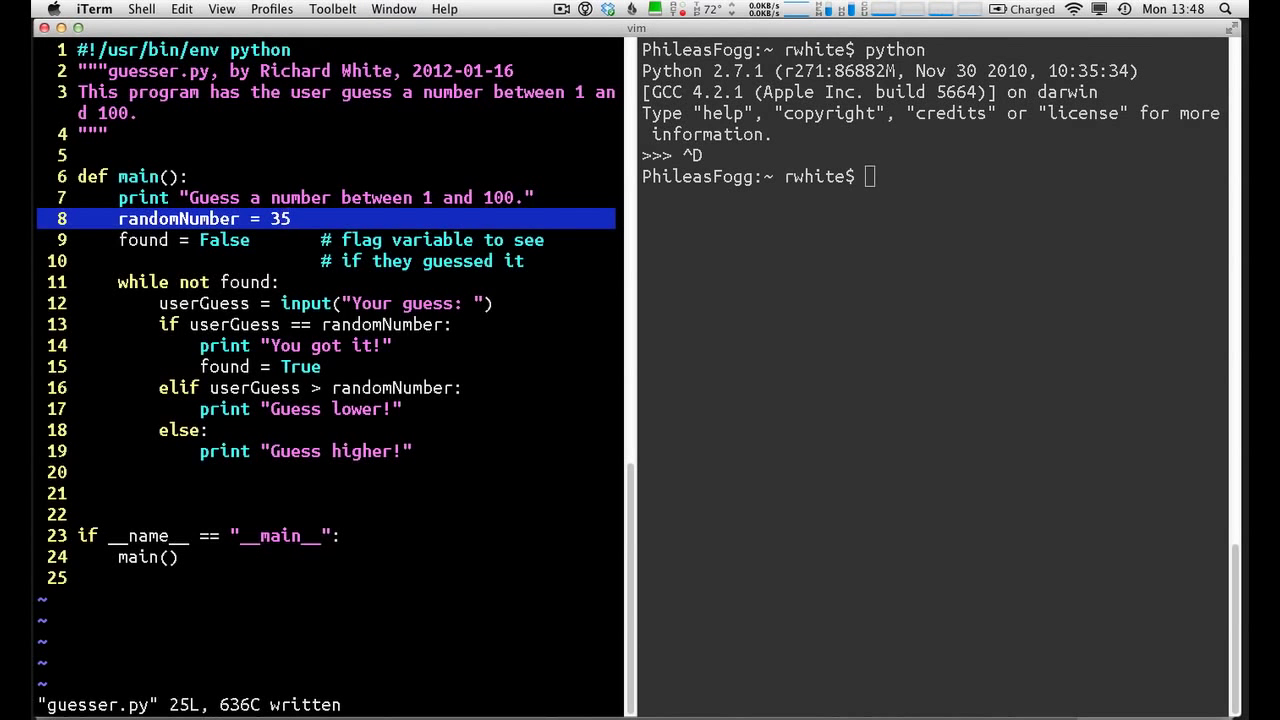 iTerm Shell Edit View Profiles Toolbelt Window Help 72° 0.0KB/s 0.0KB/s Charged Mon 13:48
vim
1 #!/usr/bin/env python
2 """guesser.py, by Richard White, 2012-01-16
3 This program has the user guess a number between 1 an
d 100.
4 """
5
6 def main():
7 print "Guess a number between 1 and 100."
8 randomNumber = 35
9 found = False # flag variable to see
10 # if they guessed it
11 while not found:
12 userGuess = input("Your guess: ")
13 if userGuess == randomNumber:
14 print "You got it!"
15 found = True
16 elif userGuess > randomNumber:
17 print "Guess lower!"
18 else:
19 print "Guess higher!"
20
21
22
23 if __name__ == "__main__":
24 main()
25
~
~
~
~
~
"guesser.py" 25L, 636C written
PhileasFogg:~ rwhite$ python
Python 2.7.1 (r271:86882M, Nov 30 2010, 10:35:34)
[GCC 4.2.1 (Apple Inc. build 5664)] on darwin
Type "help", "copyright", "credits" or "license" for more
information.
>>> ^D
PhileasFogg:~ rwhite$